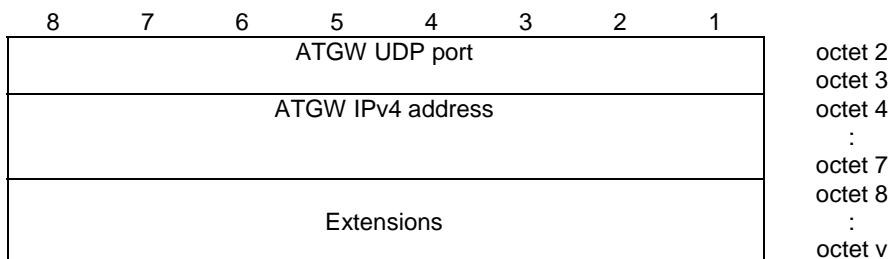 8 7 6 5 4 3 2 1
ATGW UDP port octet 2
octet 3
ATGW IPv4 address octet 4
:
octet 7
octet 8
Extensions :
octet v